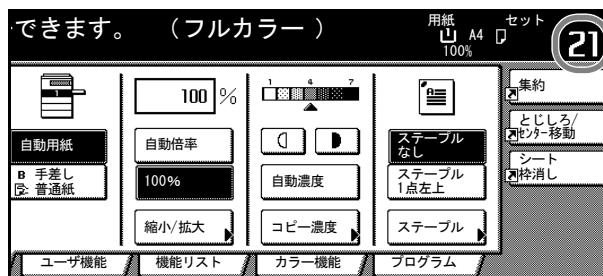 できます。 （フルカラー ） 用紙 セット
A4
100% 21
1 4 7
100 %
集約
とじしろ/
センター移動
シート
枠消し
自動用紙
自動倍率
ステープル
なし
B 手差し
普通紙
100%
自動濃度
ステープル
1点左上
縮小/拡大
コピー濃度
ステープル
ユーザ機能 機能リスト カラー機能 プログラム